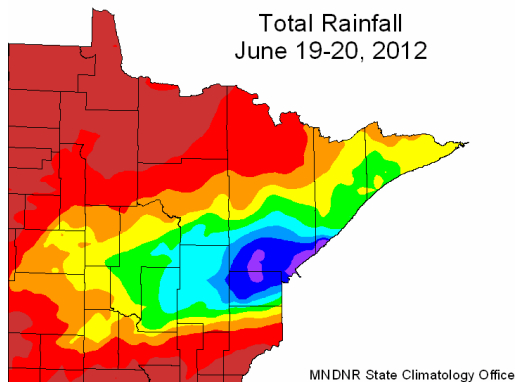 Total Rainfall
June 19-20, 2012
MNDNR State Climatology Office